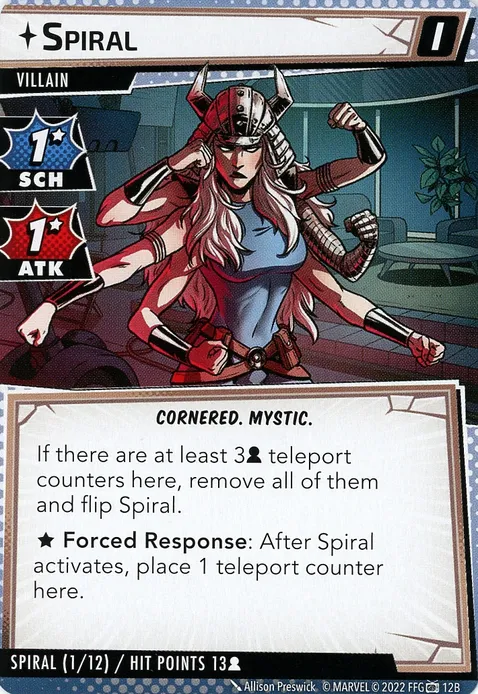 SPIRAL
I
VILLAIN
1★
SCH
1★
ATK
CORNERED. MYSTIC.
If there are at least 3 teleport
counters here, remove all of them
and flip Spiral.
★ Forced Response: After Spiral
activates, place 1 teleport counter
here.
SPIRAL (1/12) / HIT POINTS 13
Allison Preswick © MARVEL © 2022 FFG 12B